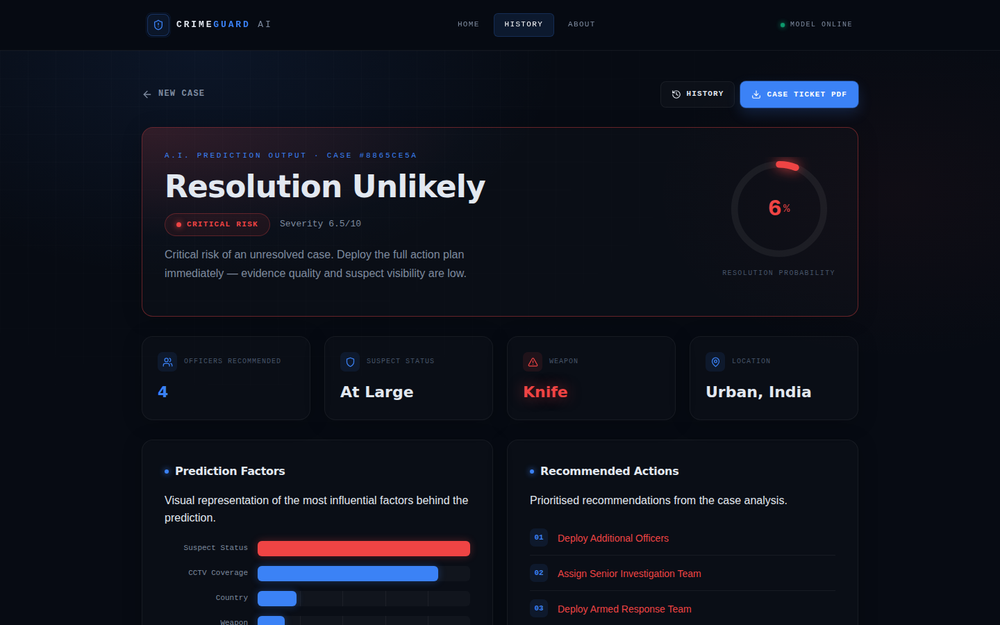 CRIMEGUARD AI
HOME
HISTORY
ABOUT
MODEL ONLINE
NEW CASE
HISTORY
CASE TICKET PDF
A.I. PREDICTION OUTPUT · CASE #8865CE5A
Resolution Unlikely
CRITICAL RISK
Severity 6.5/10
Critical risk of an unresolved case. Deploy the full action plan
immediately — evidence quality and suspect visibility are low.
6%
RESOLUTION PROBABILITY
OFFICERS RECOMMENDED
4
SUSPECT STATUS
At Large
WEAPON
Knife
LOCATION
Urban, India
Prediction Factors
Visual representation of the most influential factors behind the
prediction.
Suspect Status
CCTV Coverage
Country
Weapon
Recommended Actions
Prioritised recommendations from the case analysis.
01 Deploy Additional Officers
02 Assign Senior Investigation Team
03 Deploy Armed Response Team